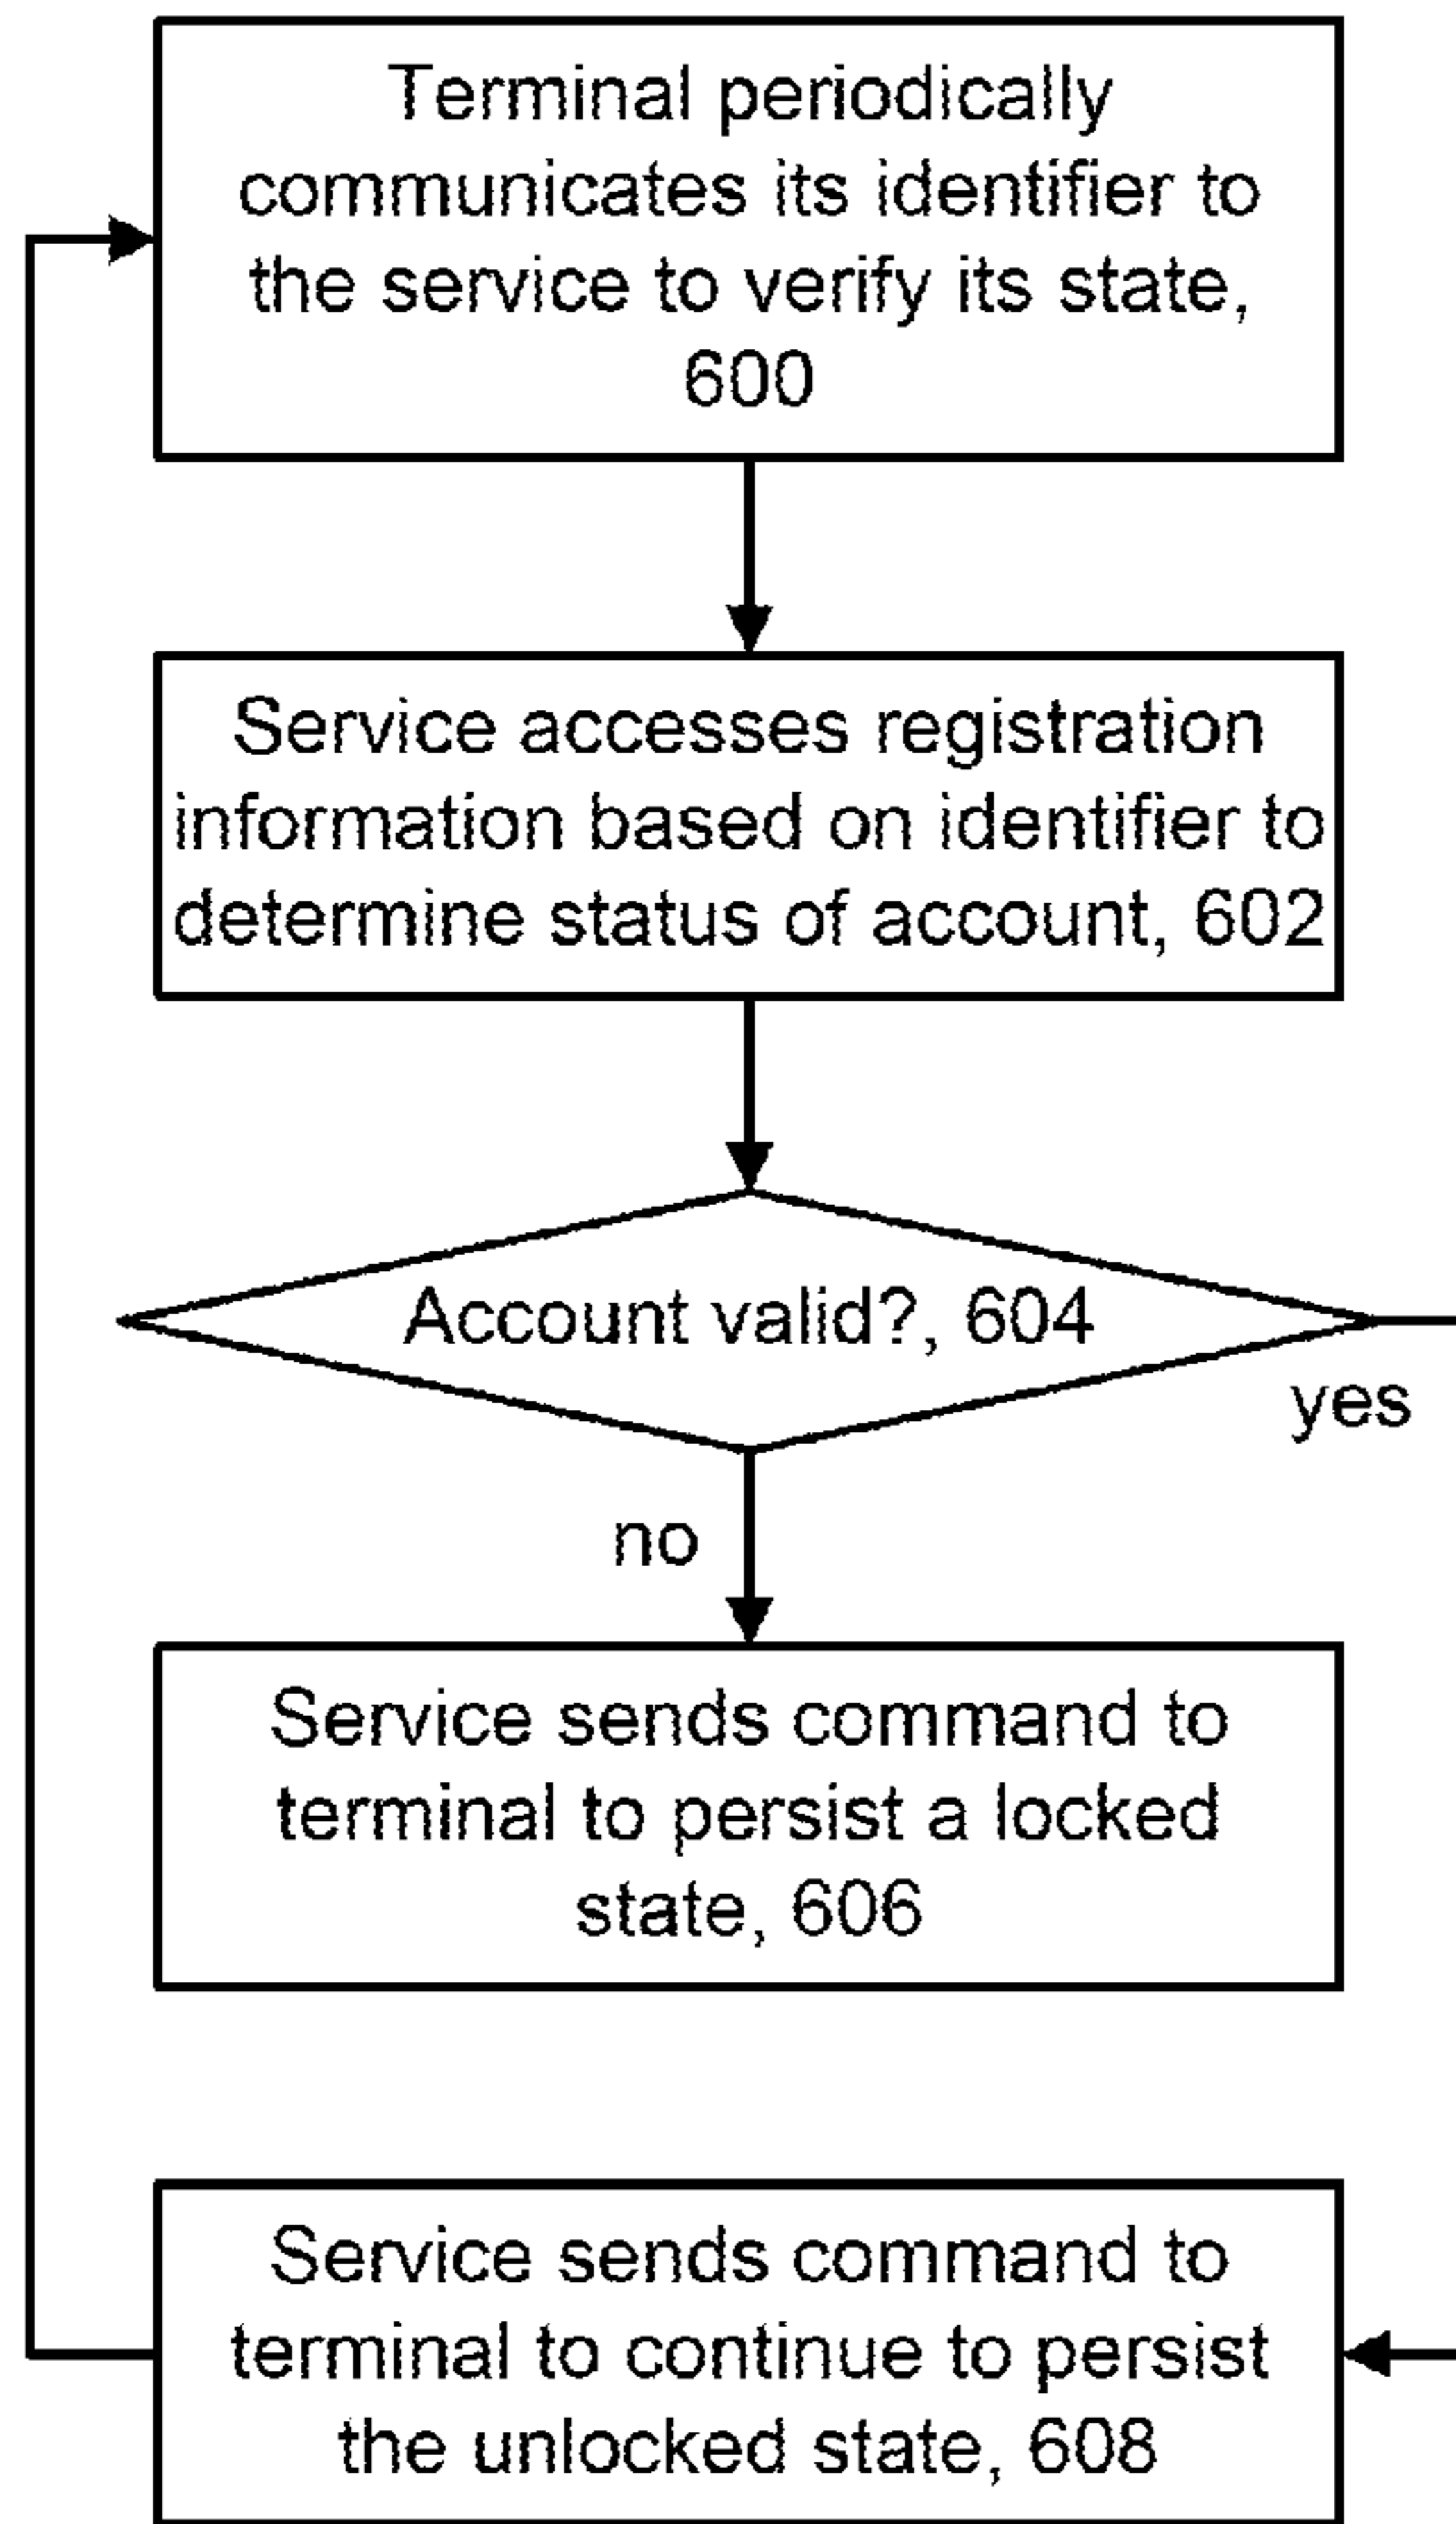 Terminal periodically
communicates its identifier to
the service to verify its state,
600
Service accesses registration
information based on identifier to
determine status of account, 602
Account valid?, 604
yes
no
Service sends command to
terminal to persist a locked
state, 606
Service sends command to
terminal to continue to persist
the unlocked state, 608